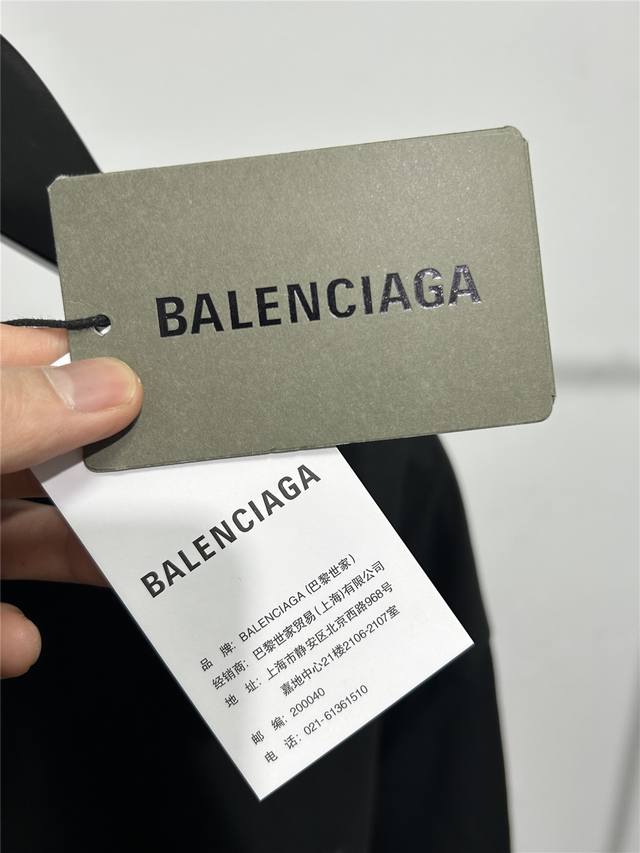 BALENCIAGA
BALENCIAGA
品 牌: BALENCIAGA (巴黎世家)
经销商: 巴黎世家贸易(上海)有限公司
地 址: 上海市静安区北京西路968号
嘉地中心21楼2106-2107室
邮 编: 200040
电 话: 021-61361510